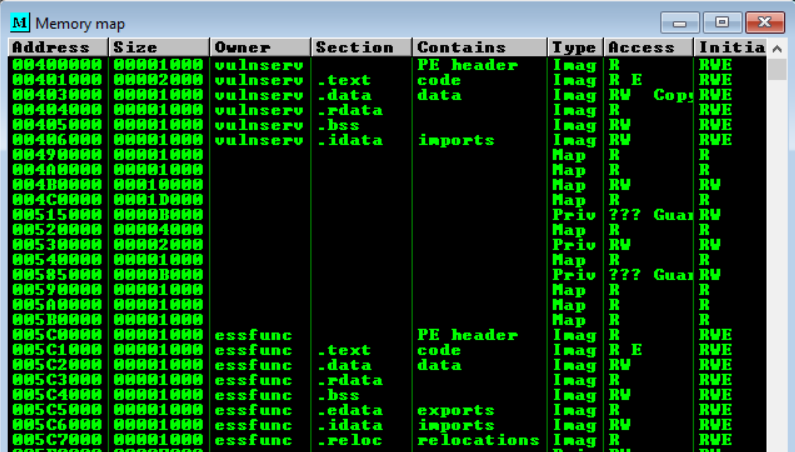 M Memory map
Address Size Owner Section Contains Type Access Initia
00400000 00001000 vulnserv PE header Imag R RWE
00401000 00002000 vulnserv .text code Imag R E RWE
00403000 00001000 vulnserv .data data Imag RW Copy RWE
00404000 00001000 vulnserv .rdata Imag R RWE
00405000 00001000 vulnserv .bss Imag RW RWE
00406000 00001000 vulnserv .idata imports Imag RW RWE
00490000 00001000 Map R R
004A0000 00001000 Map R R
004B0000 00010000 Map RW RW
004C0000 0001D000 Map R R
00515000 0000B000 Priv ??? Guar RW
00520000 00004000 Map R R
00530000 00002000 Priv RW RW
00540000 00001000 Map R R
00585000 0000B000 Priv ??? Guar RW
00590000 00001000 Map R R
005A0000 00001000 Map R R
005B0000 00001000 Map R R
005C0000 00001000 essfunc PE header Imag R RWE
005C1000 00001000 essfunc .text code Imag R E RWE
005C2000 00001000 essfunc .data data Imag RW RWE
005C3000 00001000 essfunc .rdata Imag R RWE
005C4000 00001000 essfunc .bss Imag RW RWE
005C5000 00001000 essfunc .edata exports Imag R RWE
005C6000 00001000 essfunc .idata imports Imag RW RWE
005C7000 00001000 essfunc .reloc relocations Imag R RWE